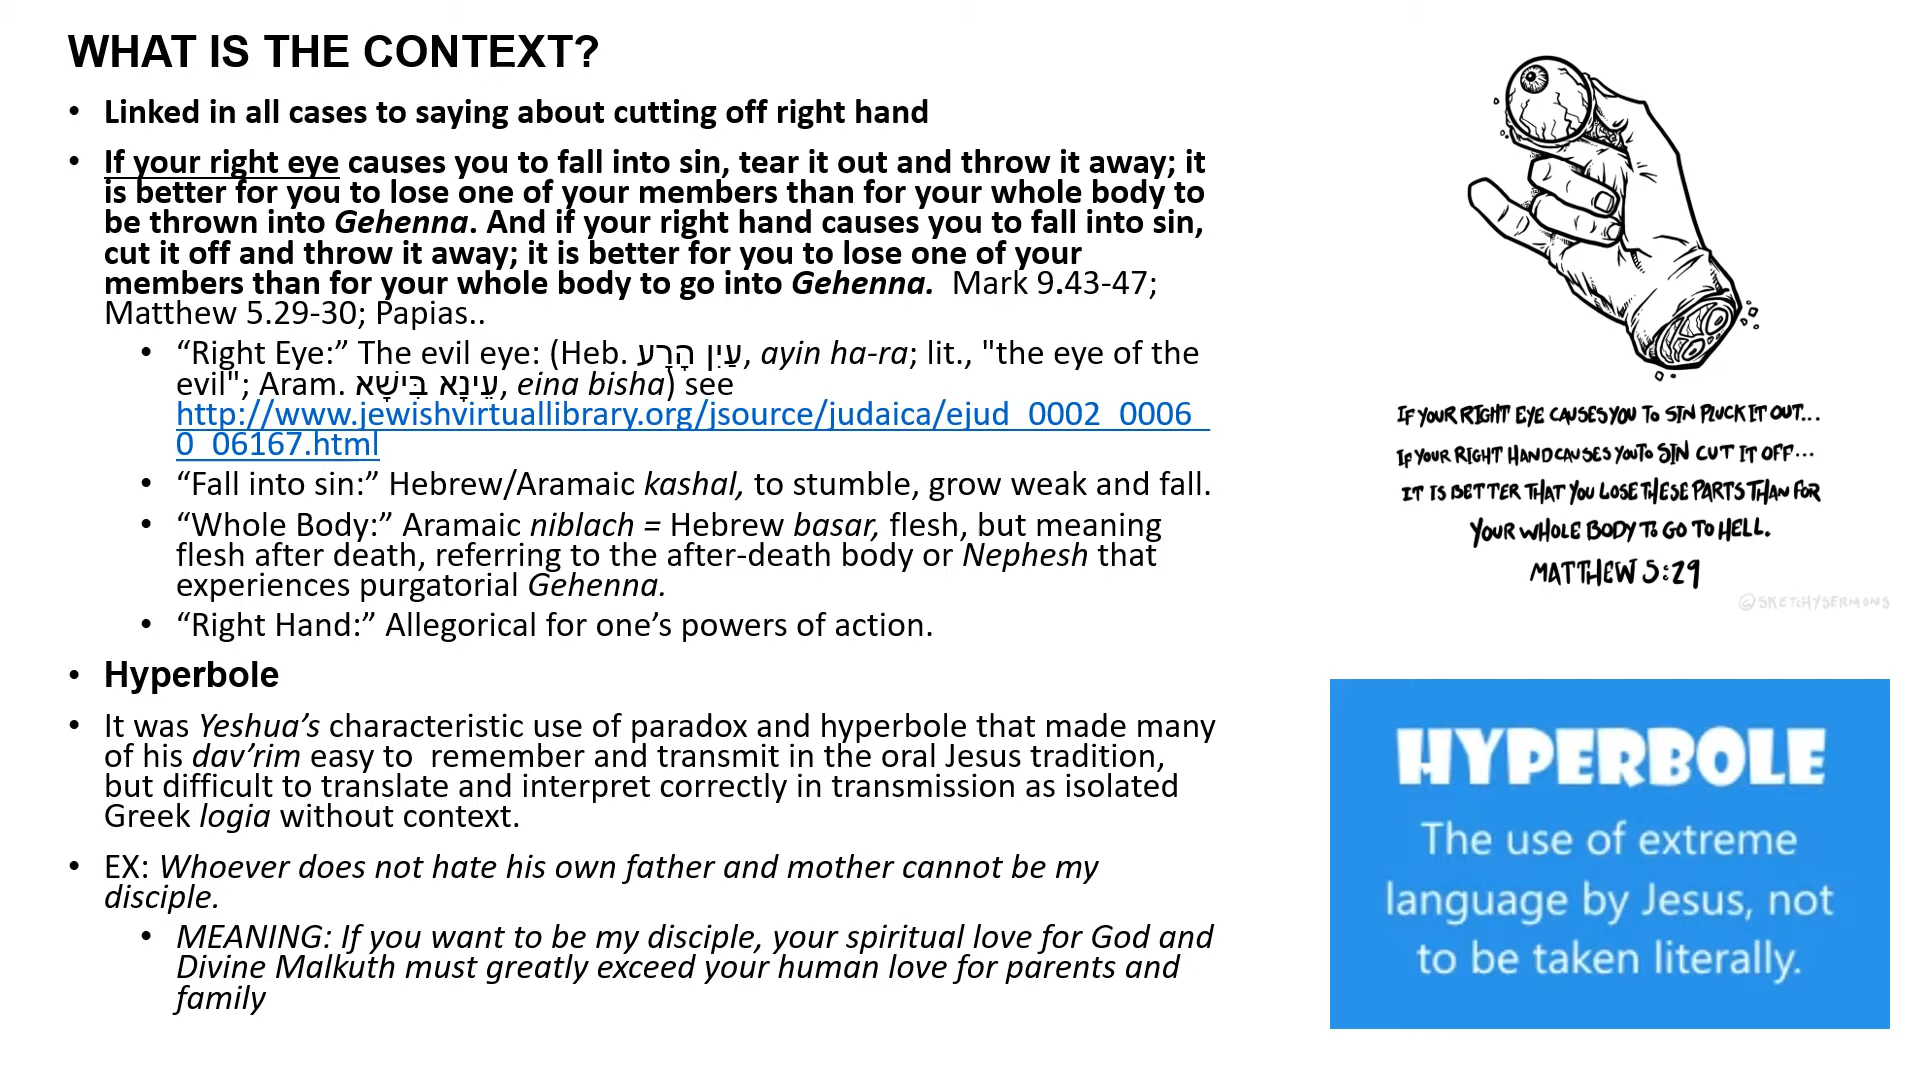 WHAT IS THE CONTEXT?
• Linked in all cases to saying about cutting off right hand
• If your right eye causes you to fall into sin, tear it out and throw it away; it
is better for you to lose one of your members than for your whole body to
be thrown into Gehenna. And if your right hand causes you to fall into sin,
cut it off and throw it away; it is better for you to lose one of your
members than for your whole body to go into Gehenna.  Mark 9.43-47;
Matthew 5.29-30; Papias..
• “Right Eye:” The evil eye: (Heb. עַיִן הָרָע, ayin ha-ra; lit., "the eye of the
evil"; Aram. עֵינָא בִּישָׁא, eina bisha) see
http://www.jewishvirtuallibrary.org/jsource/judaica/ejud_0002_0006_
0_06167.html
• “Fall into sin:” Hebrew/Aramaic kashal, to stumble, grow weak and fall.
• “Whole Body:” Aramaic niblach = Hebrew basar, flesh, but meaning
flesh after death, referring to the after-death body or Nephesh that
experiences purgatorial Gehenna.
• “Right Hand:” Allegorical for one’s powers of action.
• Hyperbole
• It was Yeshua’s characteristic use of paradox and hyperbole that made many
of his dav’rim easy to  remember and transmit in the oral Jesus tradition,
but difficult to translate and interpret correctly in transmission as isolated
Greek logia without context.
• EX: Whoever does not hate his own father and mother cannot be my
disciple.
• MEANING: If you want to be my disciple, your spiritual love for God and
Divine Malkuth must greatly exceed your human love for parents and
family
IF YOUR RIGHT EYE CAUSES YOU TO SIN PLUCK IT OUT...
IF YOUR RIGHT HAND CAUSES YOU TO SIN CUT IT OFF...
IT IS BETTER THAT YOU LOSE THESE PARTS THAN FOR
YOUR WHOLE BODY TO GO TO HELL.
MATTHEW 5:29
©SKETCHYSERMONS
HYPERBOLE
The use of extreme
language by Jesus, not
to be taken literally.